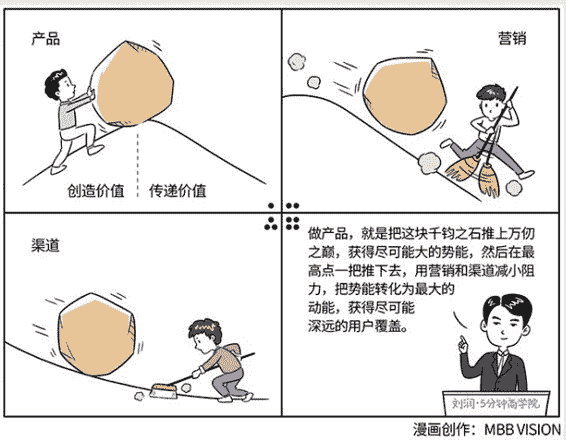 产品
创造价值
传递价值
营销
渠道
做产品，就是把这块千钧之石推上万仞
之巅，获得尽可能大的势能，然后在最
高点一把推下去，用营销和渠道减小阻
力，把势能转化为最大的
动能，获得尽可能
深远的用户覆盖。
刘润·5分钟商学院
漫画创作：MBB VISION